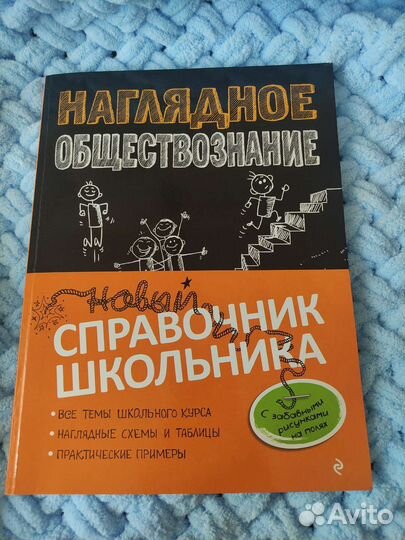 НАГЛЯДНОЕ
ОБЩЕСТВОЗНАНИЕ
Новый
СПРАВОЧНИК
ШКОЛЬНИКА
• ВСЕ ТЕМЫ ШКОЛЬНОГО КУРСА
• НАГЛЯДНЫЕ СХЕМЫ И ТАБЛИЦЫ
• ПРАКТИЧЕСКИЕ ПРИМЕРЫ
С забавными
рисунками
на полях
Avito